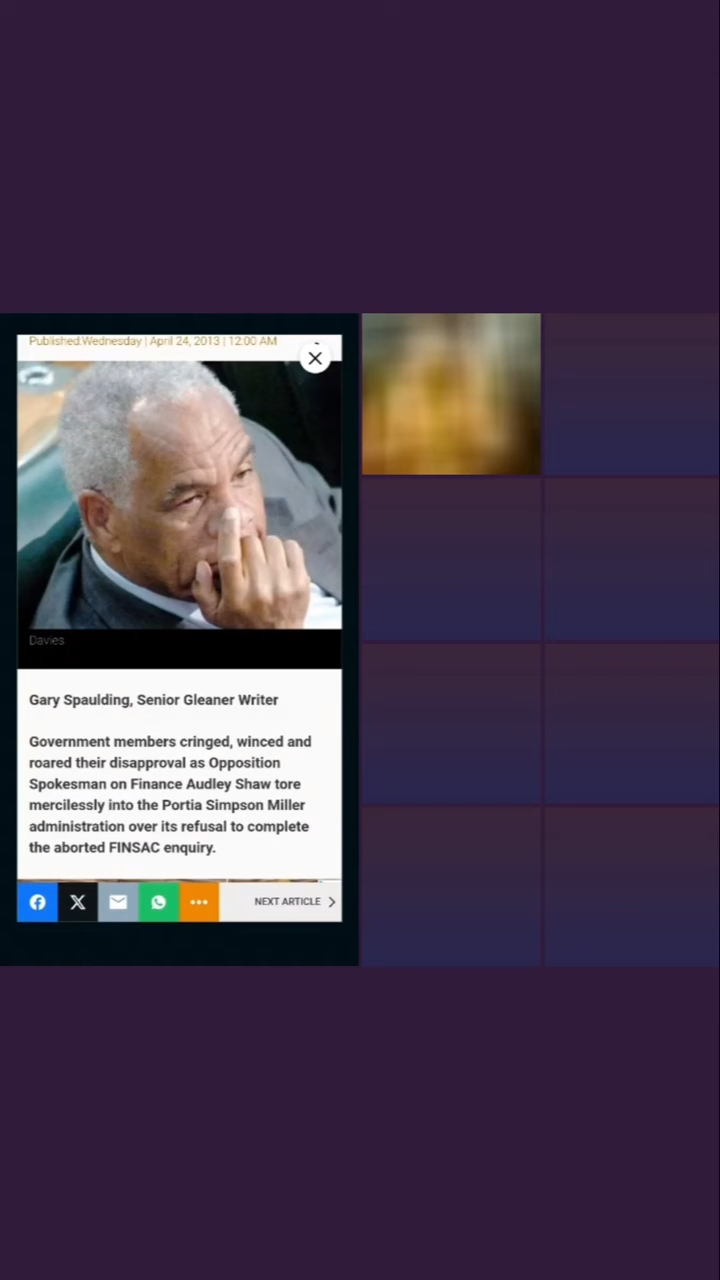 Published:Wednesday | April 24, 2013 | 12:00 AM
Davies
Gary Spaulding, Senior Gleaner Writer
Government members cringed, winced and
roared their disapproval as Opposition
Spokesman on Finance Audley Shaw tore
mercilessly into the Portia Simpson Miller
administration over its refusal to complete
the aborted FINSAC enquiry.
NEXT ARTICLE